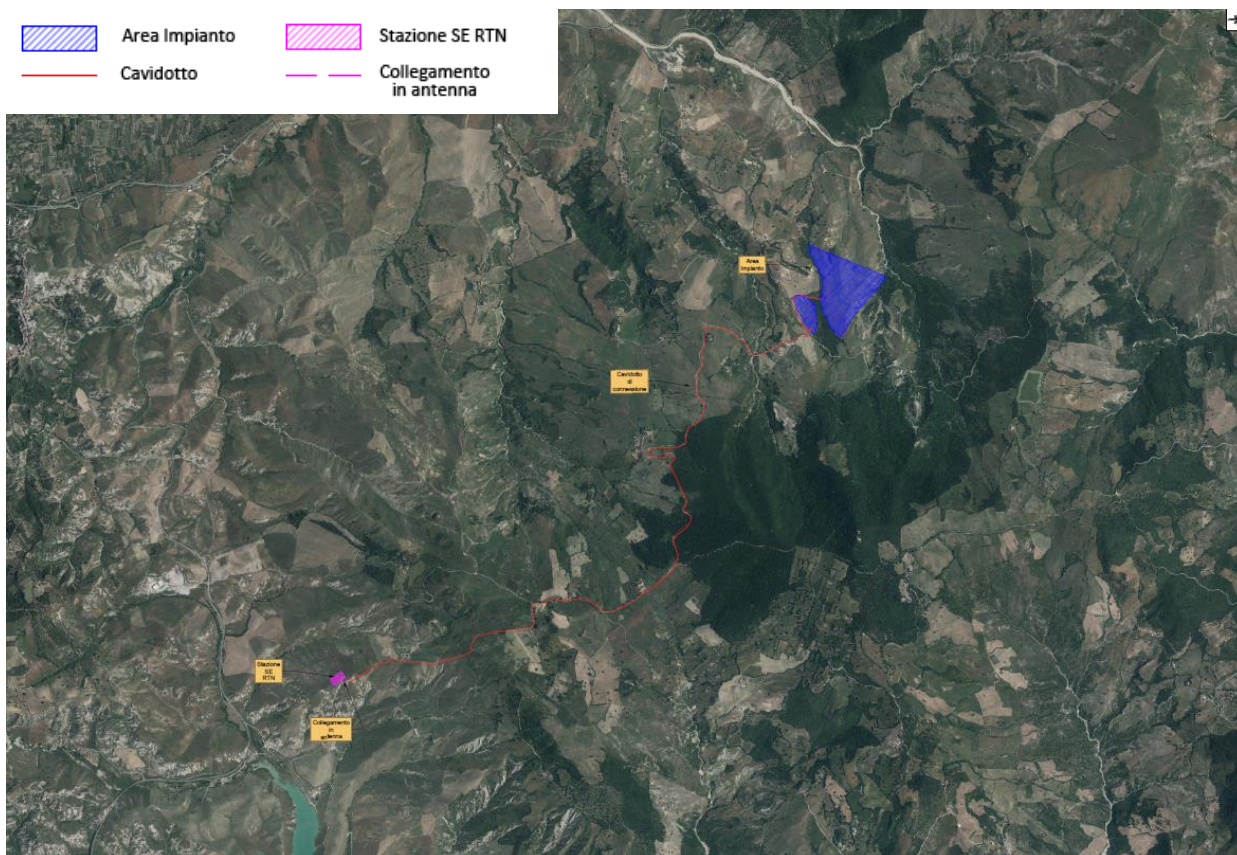 Area Impianto
Stazione SE RTN
Cavidotto
Collegamento
in antenna
Area
Impianto
Cavidotto
di
connessione
Stazione
SE
RTN
Collegamento
in
antenna